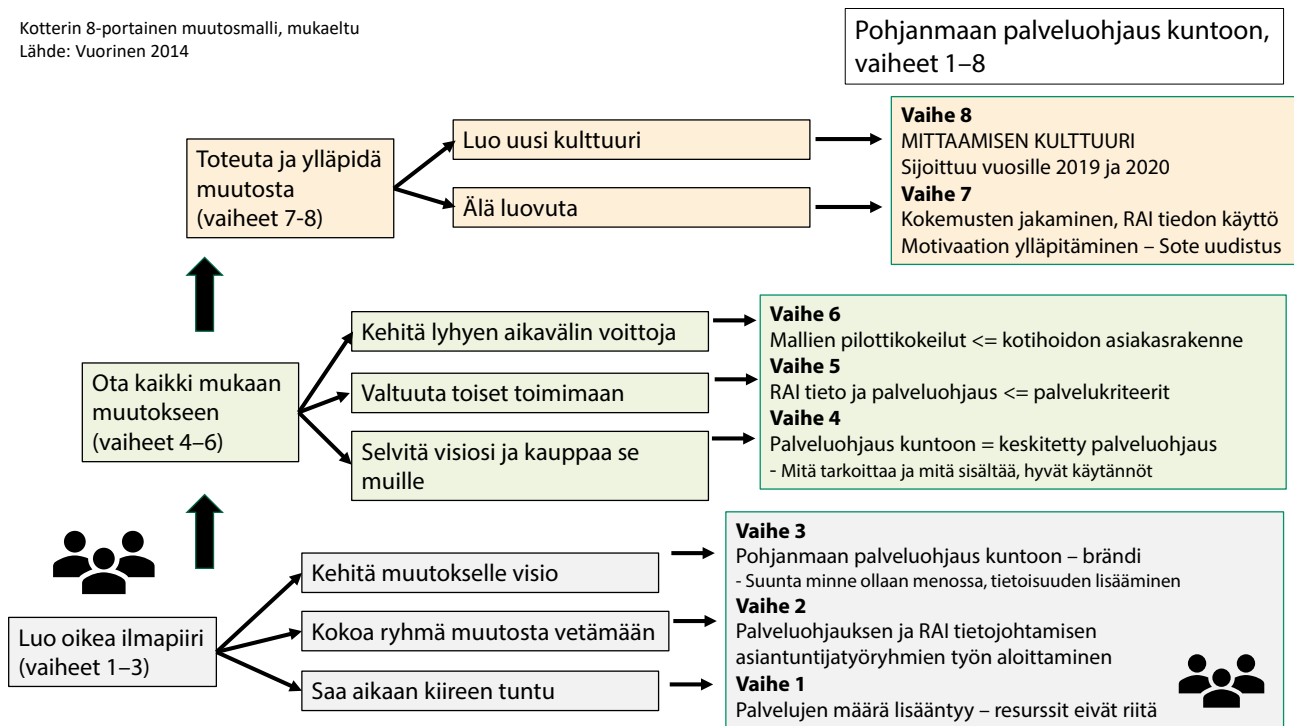 Kotterin 8-portainen muutosmalli, mukaeltu
Lähde: Vuorinen 2014
Pohjanmaan palveluohjaus kuntoon,
vaiheet 1–8
Toteuta ja ylläpidä
muutosta
(vaiheet 7-8)
Luo uusi kulttuuri
Älä luovuta
Vaihe 8
MITTAAMISEN KULTTUURI
Sijoittuu vuosille 2019 ja 2020
Vaihe 7
Kokemusten jakaminen, RAI tiedon käyttö
Motivaation ylläpitäminen – Sote uudistus
Ota kaikki mukaan
muutokseen
(vaiheet 4–6)
Kehitä lyhyen aikavälin voittoja
Valtuuta toiset toimimaan
Selvitä visiosi ja kauppaa se
muille
Vaihe 6
Mallien pilottikokeilut <= kotihoidon asiakasrakenne
Vaihe 5
RAI tieto ja palveluohjaus <= palvelukriteerit
Vaihe 4
Palveluohjaus kuntoon = keskitetty palveluohjaus
- Mitä tarkoittaa ja mitä sisältää, hyvät käytännöt
Luo oikea ilmapiiri
(vaiheet 1–3)
Kehitä muutokselle visio
Kokoa ryhmä muutosta vetämään
Saa aikaan kiireen tuntu
Vaihe 3
Pohjanmaan palveluohjaus kuntoon – brändi
- Suunta minne ollaan menossa, tietoisuuden lisääminen
Vaihe 2
Palveluohjauksen ja RAI tietojohtamisen
asiantuntijatyöryhmien työn aloittaminen
Vaihe 1
Palvelujen määrä lisääntyy – resurssit eivät riitä